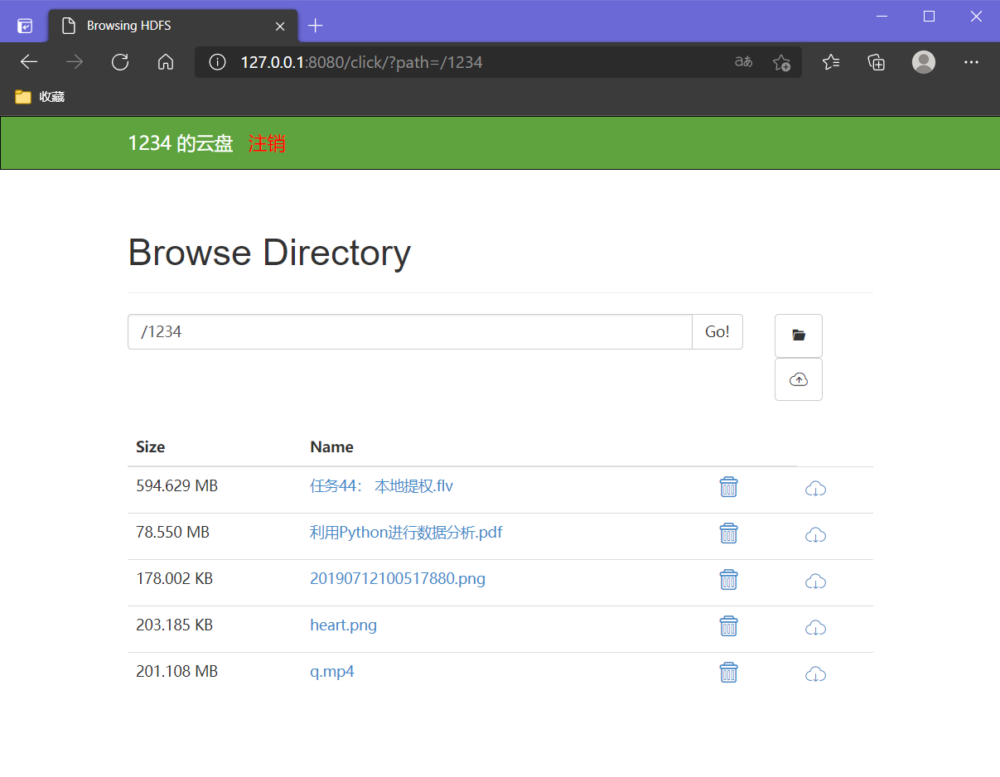 Browsing HDFS
127.0.0.1:8080/click/?path=/1234
aあ
收藏
1234 的云盘 注销
Browse Directory
/1234 Go!
Size Name
594.629 MB 任务44： 本地提权.flv
78.550 MB 利用Python进行数据分析.pdf
178.002 KB 20190712100517880.png
203.185 KB heart.png
201.108 MB q.mp4